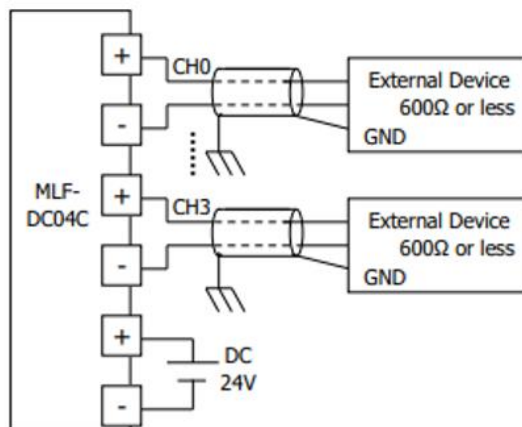 +
CH0
External Device
600Ω or less
-
GND
MLF-
DC04C
+
CH3
External Device
600Ω or less
-
GND
+
DC
24V
-